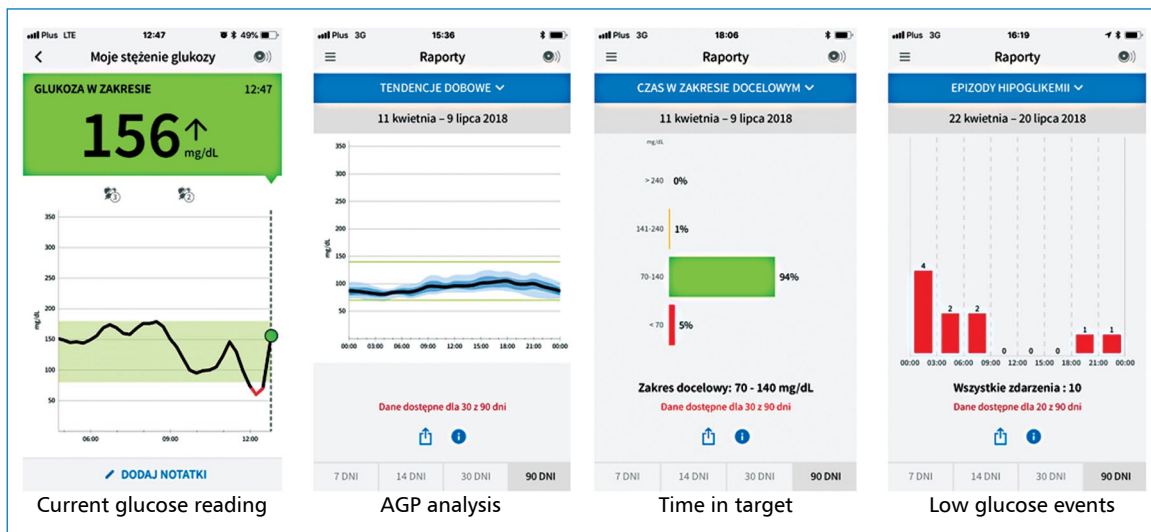 Plus LTE 12:47 49%
Moje stężenie glukozy
GLUKOZA W ZAKRESIE 12:47
156 mg/dL
3 2
350
300
250
200
150
100
50
mg/dL
06:00 09:00 12:00
DODAJ NOTATKI
Current glucose reading
Plus 3G 15:36
Raporty
TENDENCJE DOBOWE
11 kwietnia – 9 lipca 2018
350
300
250
200
150
100
50
mg/dL
00:00 03:00 06:00 09:00 12:00 15:00 18:00 21:00 00:00
Dane dostępne dla 30 z 90 dni
7 DNI 14 DNI 30 DNI 90 DNI
AGP analysis
Plus 3G 18:06
Raporty
CZAS W ZAKRESIE DOCELOWYM
11 kwietnia – 9 lipca 2018
mg/dL
> 240 0%
141-240 1%
70-140 94%
< 70 5%
Zakres docelowy: 70 - 140 mg/dL
Dane dostępne dla 30 z 90 dni
7 DNI 14 DNI 30 DNI 90 DNI
Time in target
Plus 3G 16:19
Raporty
EPIZODY HIPOGLIKEMII
22 kwietnia – 20 lipca 2018
4 2 2 0 0 0 1 1
00:00 03:00 06:00 09:00 12:00 15:00 18:00 21:00 00:00
Wszystkie zdarzenia : 10
Dane dostępne dla 20 z 90 dni
7 DNI 14 DNI 30 DNI 90 DNI
Low glucose events